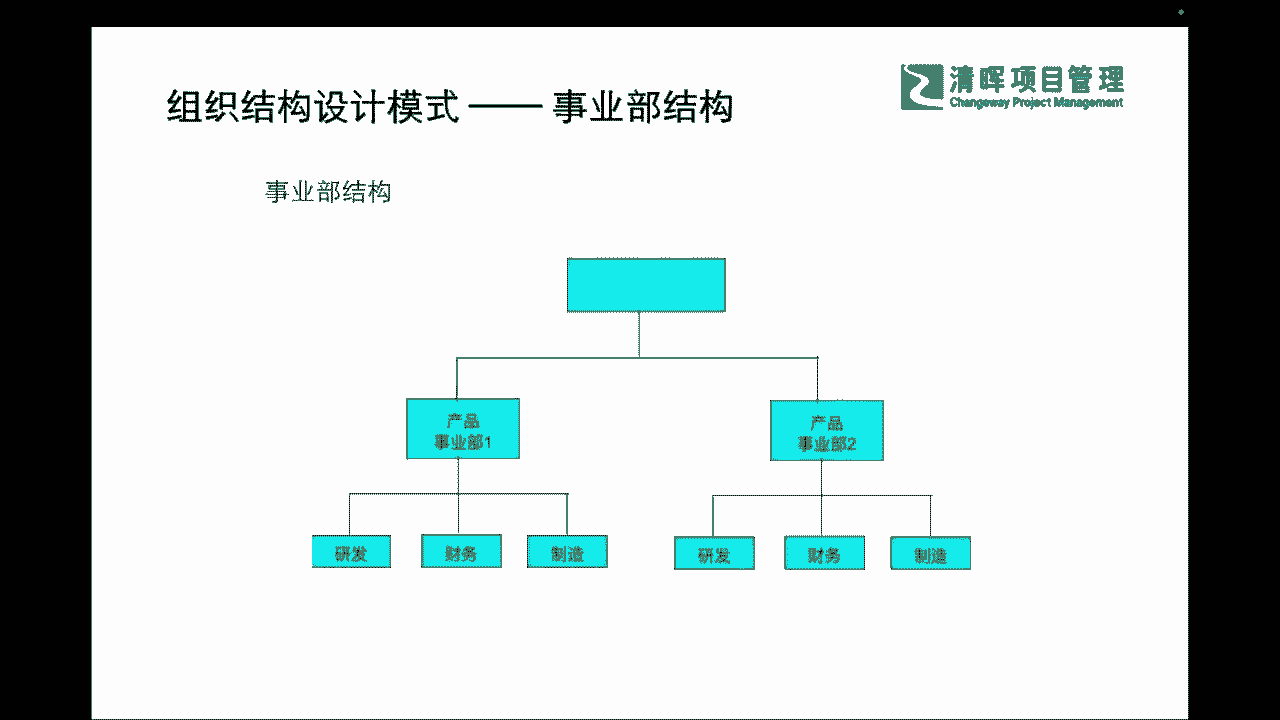 清晖项目管理
Changeway Project Management
组织结构设计模式 —— 事业部结构
事业部结构
产品
事业部1
产品
事业部2
研发
财务
制造
研发
财务
制造